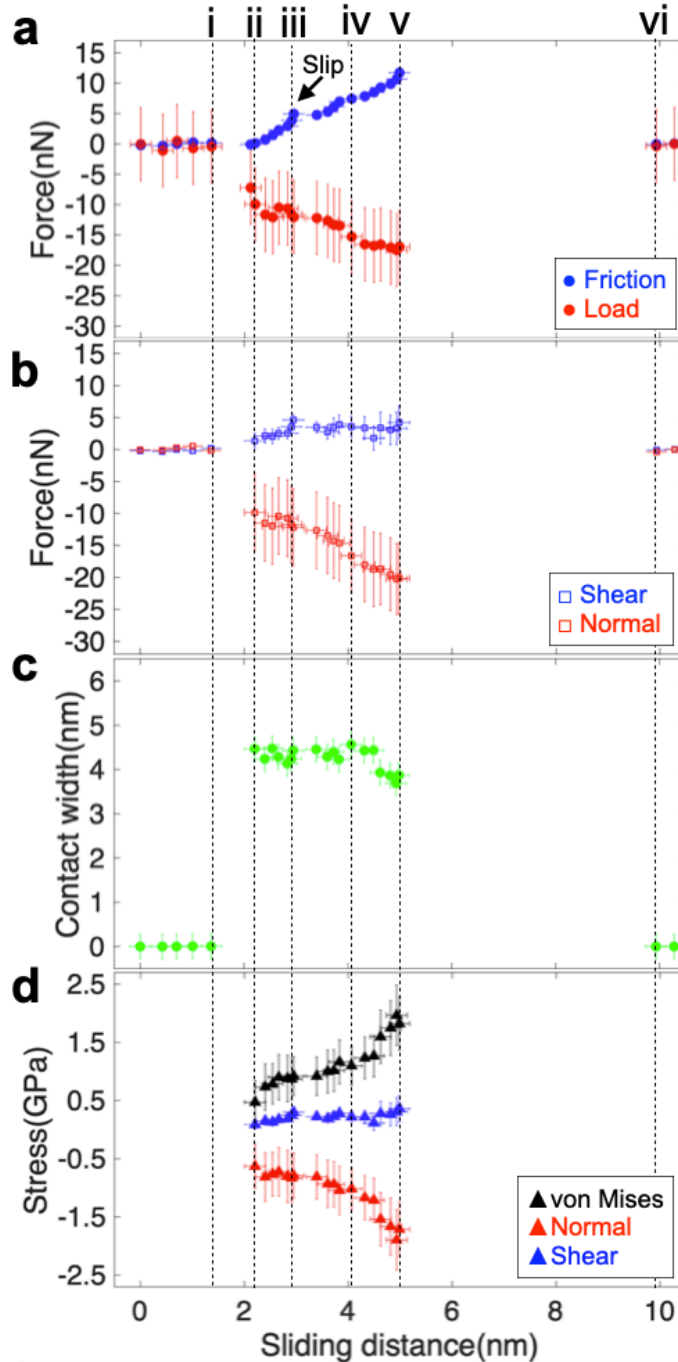 i ii iii iv v vi
a
Slip
15
10
5
0
-5
-10
-15
-20
-25
-30
Force(nN)
Friction
Load
b
15
10
5
0
-5
-10
-15
-20
-25
-30
Force(nN)
Shear
Normal
c
6
5
4
3
2
1
0
Contact width(nm)
d
2.5
1.5
0.5
-0.5
-1.5
-2.5
Stress(GPa)
von Mises
Normal
Shear
0 2 4 6 8 10
Sliding distance(nm)